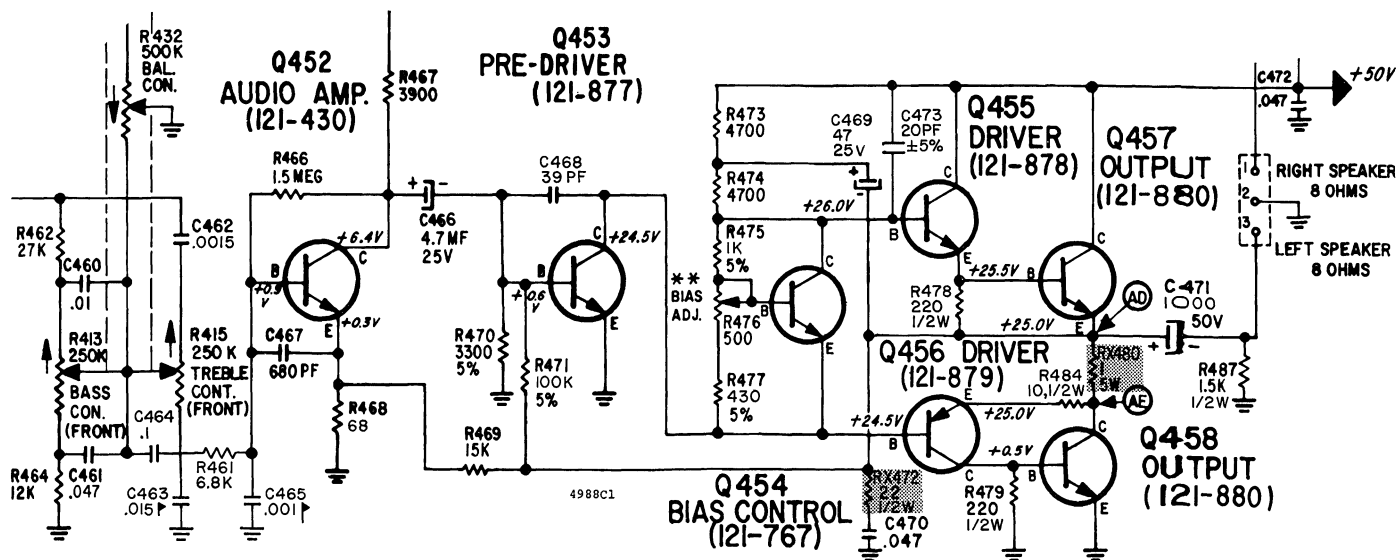 R432
500K
BAL.
CON.
Q452
AUDIO AMP.
(121-430)
R467
3900
Q453
PRE-DRIVER
(121-877)
R466
1.5 MEG
C468
39 PF
+ -
C466
4.7MF
25V
R462
27K
C460
.01
C462
.0015
+6.4V
B
C
E
+0.9
V
+0.3V
C467
680PF
R413
250K
BASS
CON.
(FRONT)
R415
250K
TREBLE
CONT.
(FRONT)
C464
.1
R464
12K
C461
.047
C463
.015
R461
6.8K
C465
.001
R468
68
R469
15K
R470
3300
5%
R471
100K
5%
+0.6
V
B
C
E
+24.5V
4988C1
R473
4700
R474
4700
R475
1K
5%
**
BIAS
ADJ.
R476
500
R477
430
5%
B
C
E
Q454
BIAS CONTROL
(121-767)
C469
47
25V
+
C473
20PF
±5%
+26.0V
Q455
DRIVER
(121-878)
B
C
E
R478
220
1/2W
+25.5V
+25.0V
Q457
OUTPUT
(121-880)
B
C
E
AD
C-471
1000
50V
+ -
C472
.047
+50V
1
2
3
RIGHT SPEAKER
8 OHMS
LEFT SPEAKER
8 OHMS
R487
1.5K
1/2W
Q456 DRIVER
(121-879)
R484
10,1/2W
RX480
1
5W
AE
+24.5V
+25.0V
B
E
C
+0.5V
R479
220
1/2W
B
C
E
Q458
OUTPUT
(121-880)
RX472
22
1/2W
C470
.047